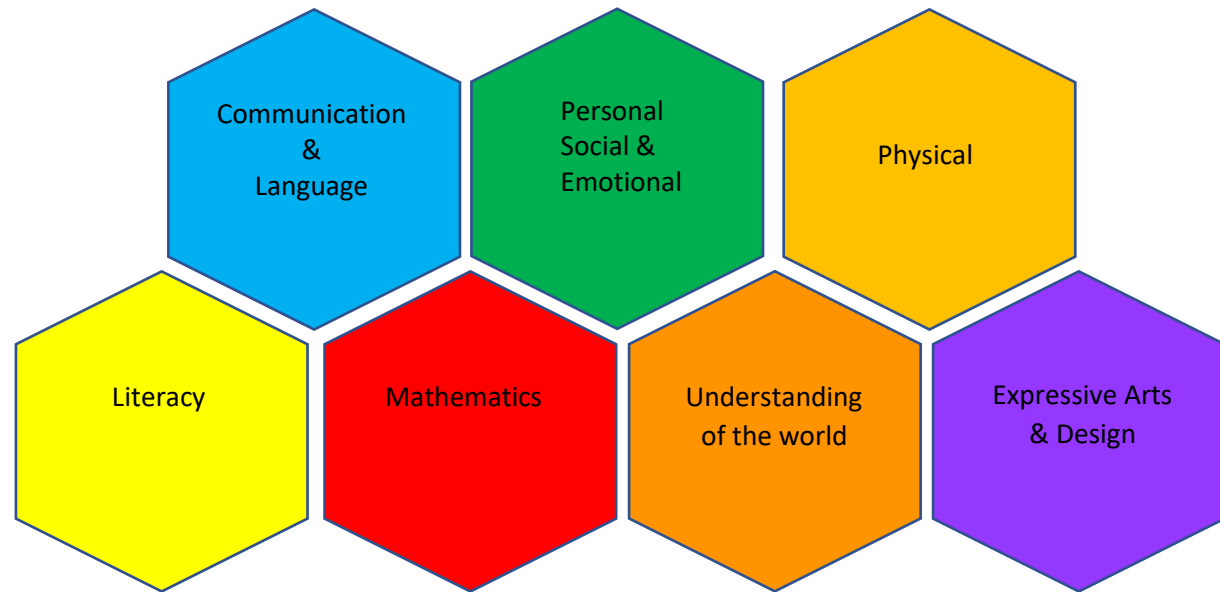 Communication
&
Language
Personal
Social &
Emotional
Physical
Literacy
Mathematics
Understanding
of the world
Expressive Arts
& Design